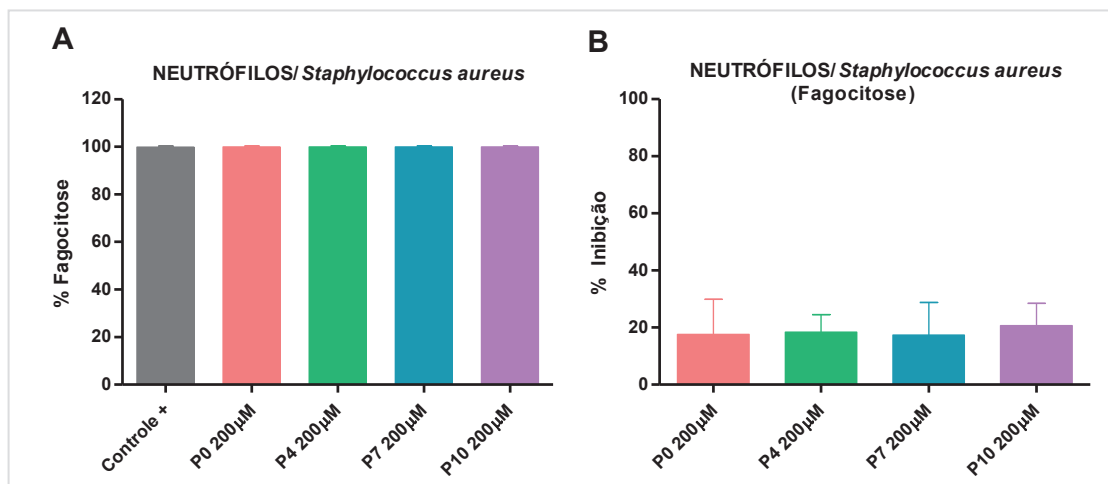 A
NEUTRÓFILOS/ Staphylococcus aureus
% Fagocitose
120
100
80
60
40
20
0
Controle +
P0 200µM
P4 200µM
P7 200µM
P10 200µM
B
NEUTRÓFILOS/ Staphylococcus aureus
(Fagocitose)
% Inibição
100
80
60
40
20
0
P0 200µM
P4 200µM
P7 200µM
P10 200µM